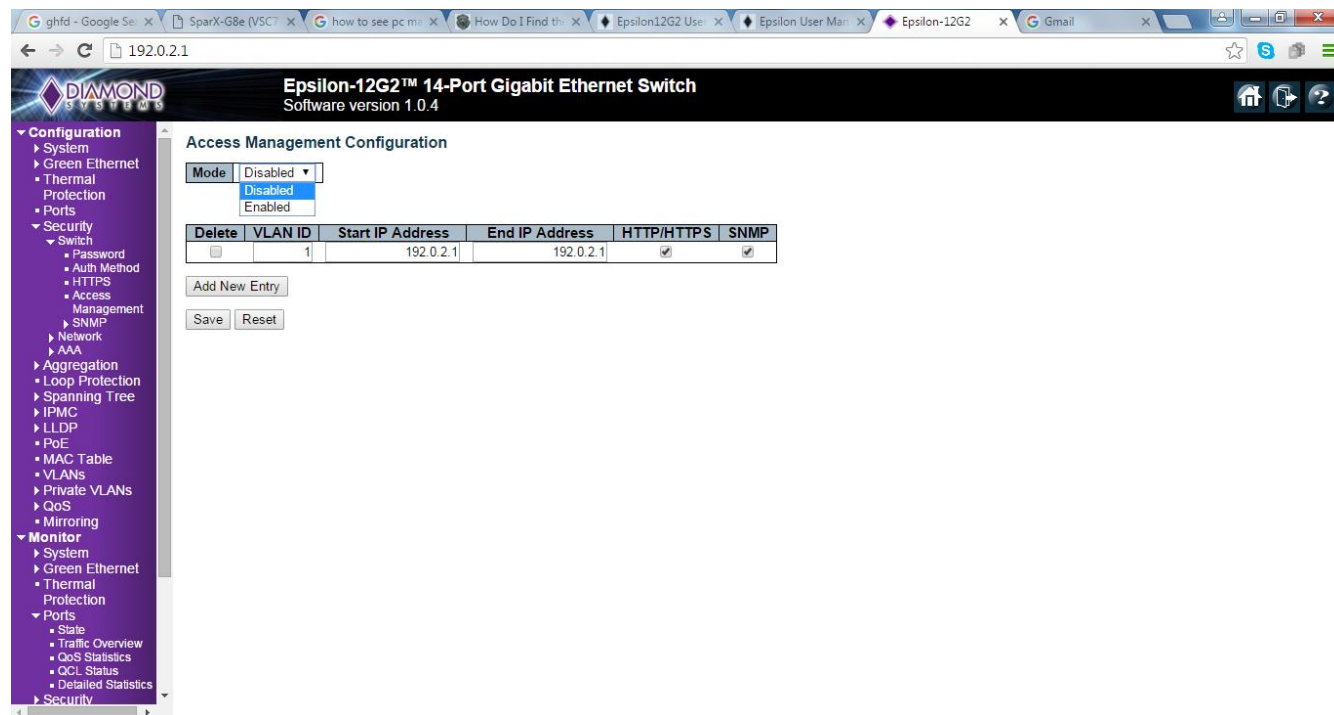 ghfd - Google Se
SparX-G8e (VSC7
how to see pc ma
How Do I Find th
Epsilon12G2 User
Epsilon User Man
Epsilon-12G2
Gmail
192.0.2.1
DIAMOND
SYSTEMS
Epsilon-12G2™ 14-Port Gigabit Ethernet Switch
Software version 1.0.4
Configuration
System
Green Ethernet
Thermal
Protection
Ports
Security
Switch
Password
Auth Method
HTTPS
Access
Management
SNMP
Network
AAA
Aggregation
Loop Protection
Spanning Tree
IPMC
LLDP
PoE
MAC Table
VLANs
Private VLANs
QoS
Mirroring
Monitor
System
Green Ethernet
Thermal
Protection
Ports
State
Traffic Overview
QoS Statistics
QCL Status
Detailed Statistics
Security
Access Management Configuration
Mode Disabled
Disabled
Enabled
Delete VLAN ID Start IP Address End IP Address HTTP/HTTPS SNMP
1 192.0.2.1 192.0.2.1
Add New Entry
Save Reset